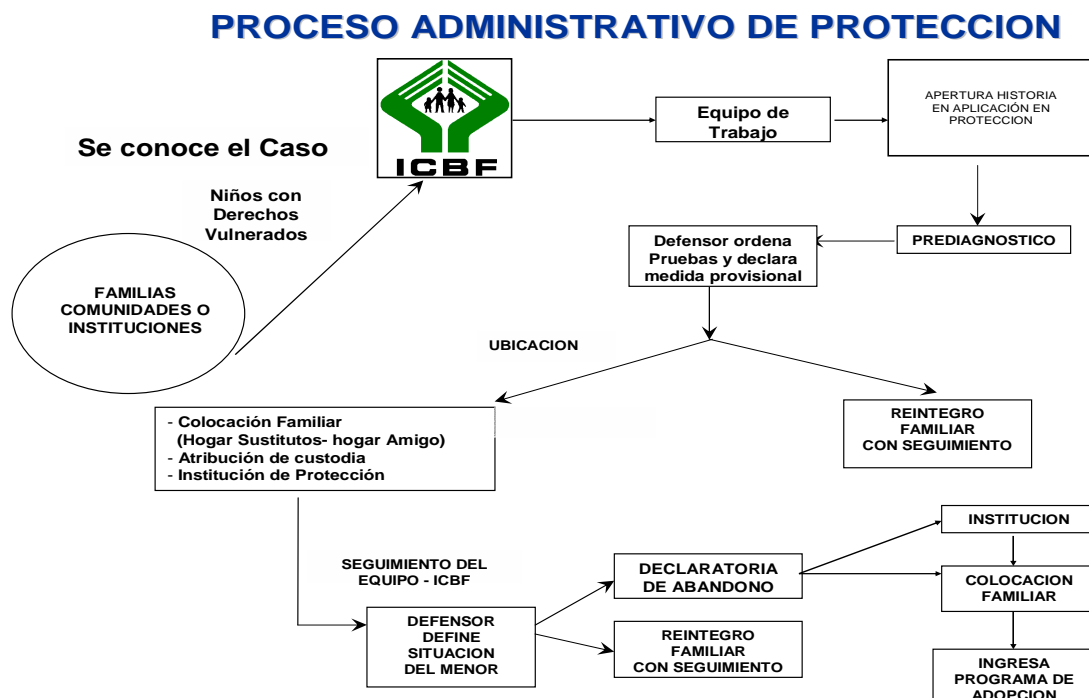 PROCESO ADMINISTRATIVO DE PROTECCION
Se conoce el Caso
ICBF
Equipo de
Trabajo
APERTURA HISTORIA
EN APLICACIÓN EN
PROTECCION
Niños con
Derechos
Vulnerados
FAMILIAS
COMUNIDADES O
INSTITUCIONES
Defensor ordena
Pruebas y declara
medida provisional
PREDIAGNOSTICO
UBICACION
- Colocación Familiar
(Hogar Sustitutos- hogar Amigo)
- Atribución de custodia
- Institución de Protección
REINTEGRO
FAMILIAR
CON SEGUIMIENTO
SEGUIMIENTO DEL
EQUIPO - ICBF
DEFENSOR
DEFINE
SITUACION
DEL MENOR
DECLARATORIA
DE ABANDONO
REINTEGRO
FAMILIAR
CON SEGUIMIENTO
INSTITUCION
COLOCACION
FAMILIAR
INGRESA
PROGRAMA DE
ADOPCION